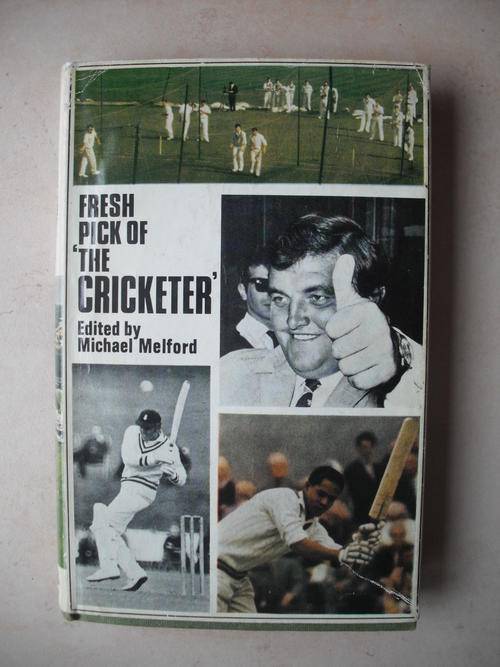 FRESH
PICK OF
'THE
CRICKETER'
Edited by
Michael Melford